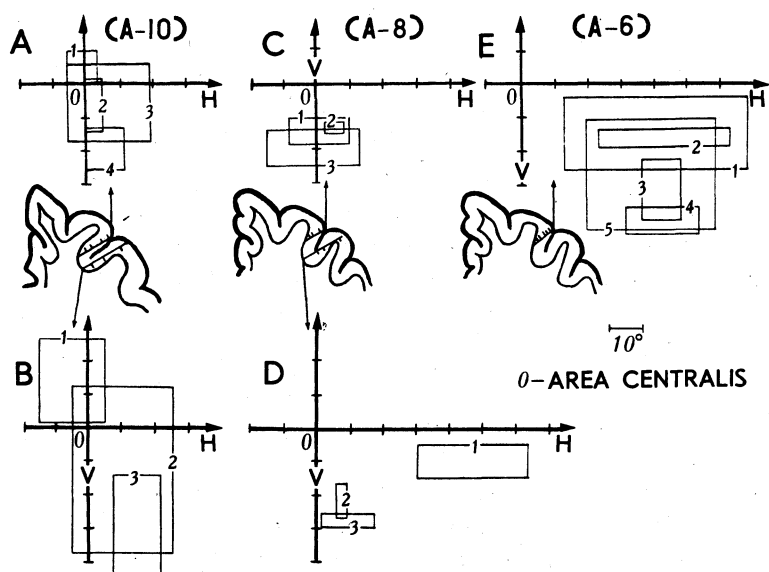 A (A-10)
1
0 2 3 H
4
C (A-8)
V
0 H
1 2
3
E (A-6)
H
0
2
V 1
3
4
5
10°
0-AREA CENTRALIS
B
1
0 H
V 2
3
D
0 H
1
V
2
3